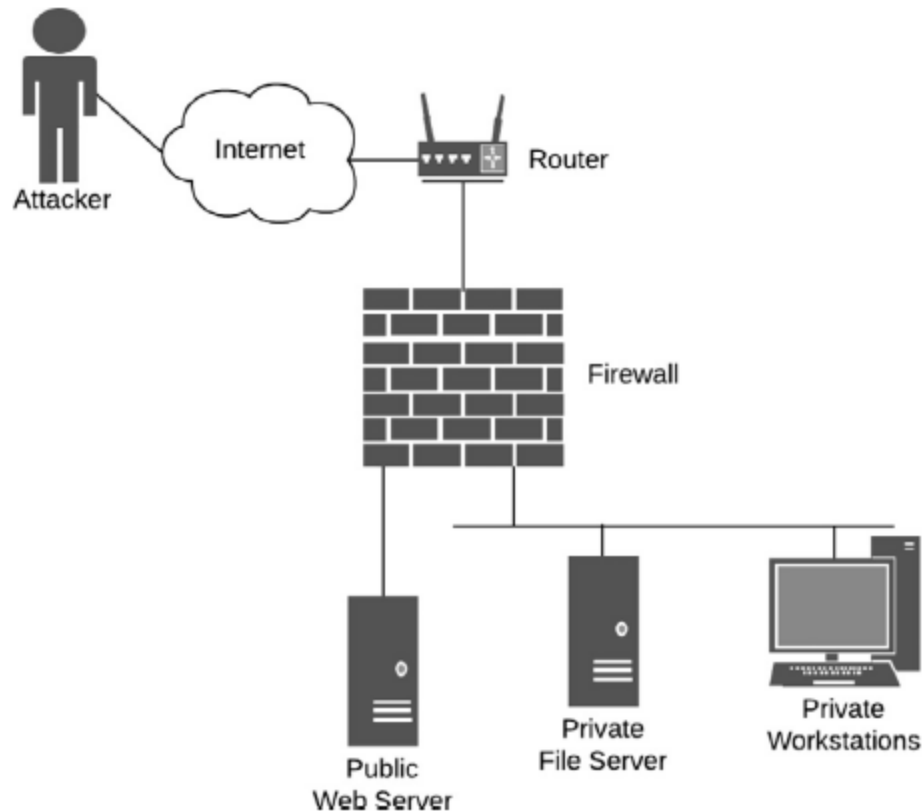 Attacker
Internet
Router
Firewall
Public
Web Server
Private
File Server
Private
Workstations